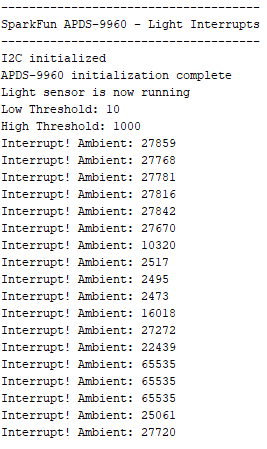 ---------------------------------------
SparkFun APDS-9960 - Light Interrupts
---------------------------------------
I2C initialized
APDS-9960 initialization complete
Light sensor is now running
Low Threshold: 10
High Threshold: 1000
Interrupt! Ambient: 27859
Interrupt! Ambient: 27768
Interrupt! Ambient: 27781
Interrupt! Ambient: 27816
Interrupt! Ambient: 27842
Interrupt! Ambient: 27670
Interrupt! Ambient: 10320
Interrupt! Ambient: 2517
Interrupt! Ambient: 2495
Interrupt! Ambient: 2473
Interrupt! Ambient: 16018
Interrupt! Ambient: 27272
Interrupt! Ambient: 22439
Interrupt! Ambient: 65535
Interrupt! Ambient: 65535
Interrupt! Ambient: 65535
Interrupt! Ambient: 25061
Interrupt! Ambient: 27720